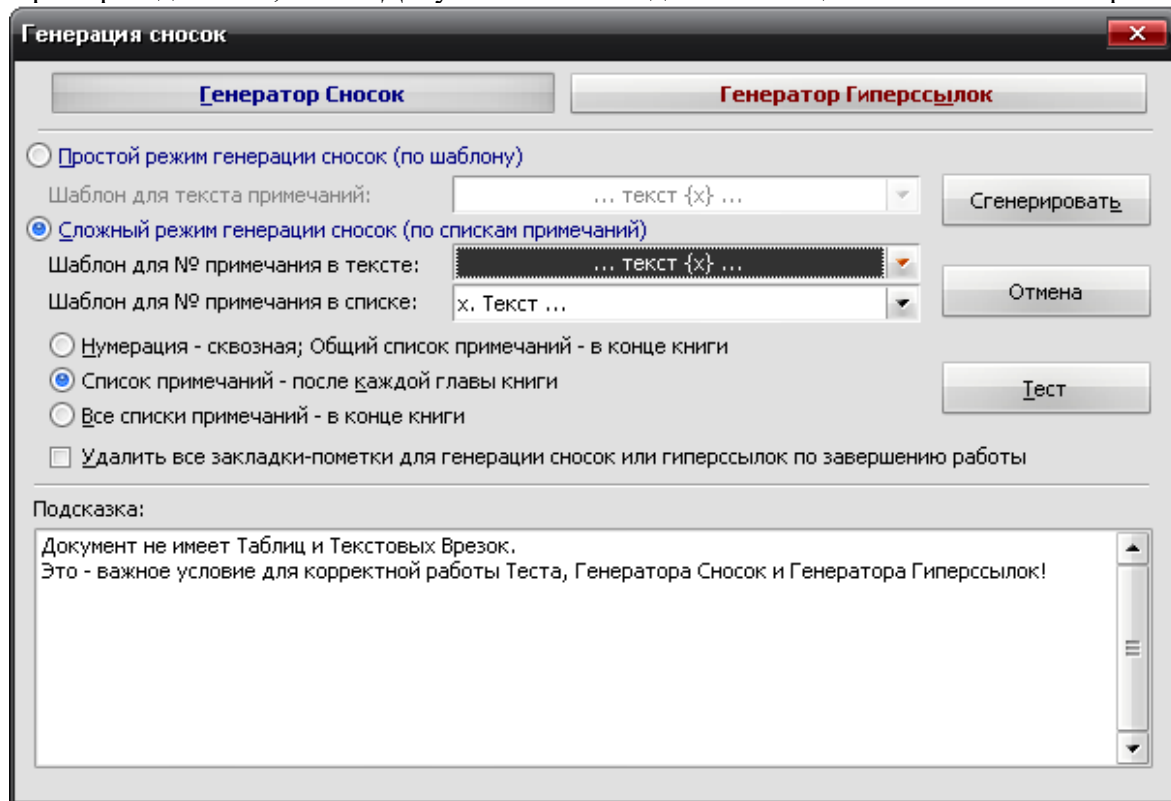 Генерация сносок
Генератор Сносок Генератор Гиперссылок
Простой режим генерации сносок (по шаблону)
Шаблон для текста примечаний: ... текст {x} ... Сгенерировать
Сложный режим генерации сносок (по спискам примечаний)
Шаблон для № примечания в тексте: ... текст {x} ...
Шаблон для № примечания в списке: x. Текст ... Отмена
Нумерация - сквозная; Общий список примечаний - в конце книги
Список примечаний - после каждой главы книги Тест
Все списки примечаний - в конце книги
Удалить все закладки-пометки для генерации сносок или гиперссылок по завершению работы
Подсказка:
Документ не имеет Таблиц и Текстовых Врезок.
Это - важное условие для корректной работы Теста, Генератора Сносок и Генератора Гиперссылок!